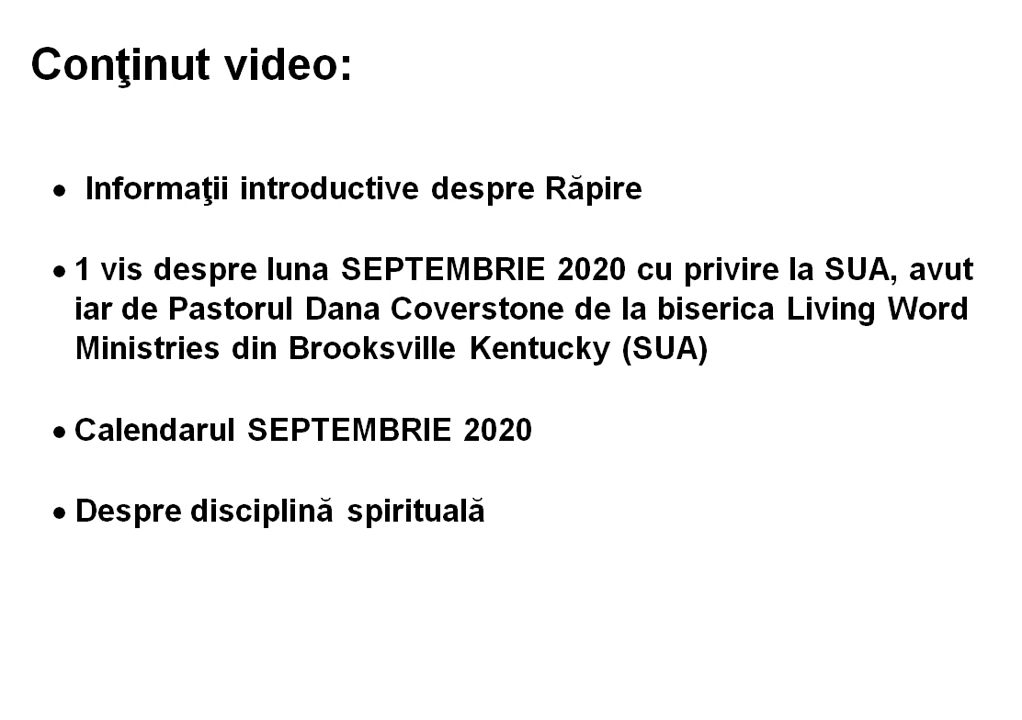 Conţinut video:
• Informaţii introductive despre Răpire
• 1 vis despre luna SEPTEMBRIE 2020 cu privire la SUA, avut
iar de Pastorul Dana Coverstone de la biserica Living Word
Ministries din Brooksville Kentucky (SUA)
• Calendarul SEPTEMBRIE 2020
• Despre disciplină spirituală